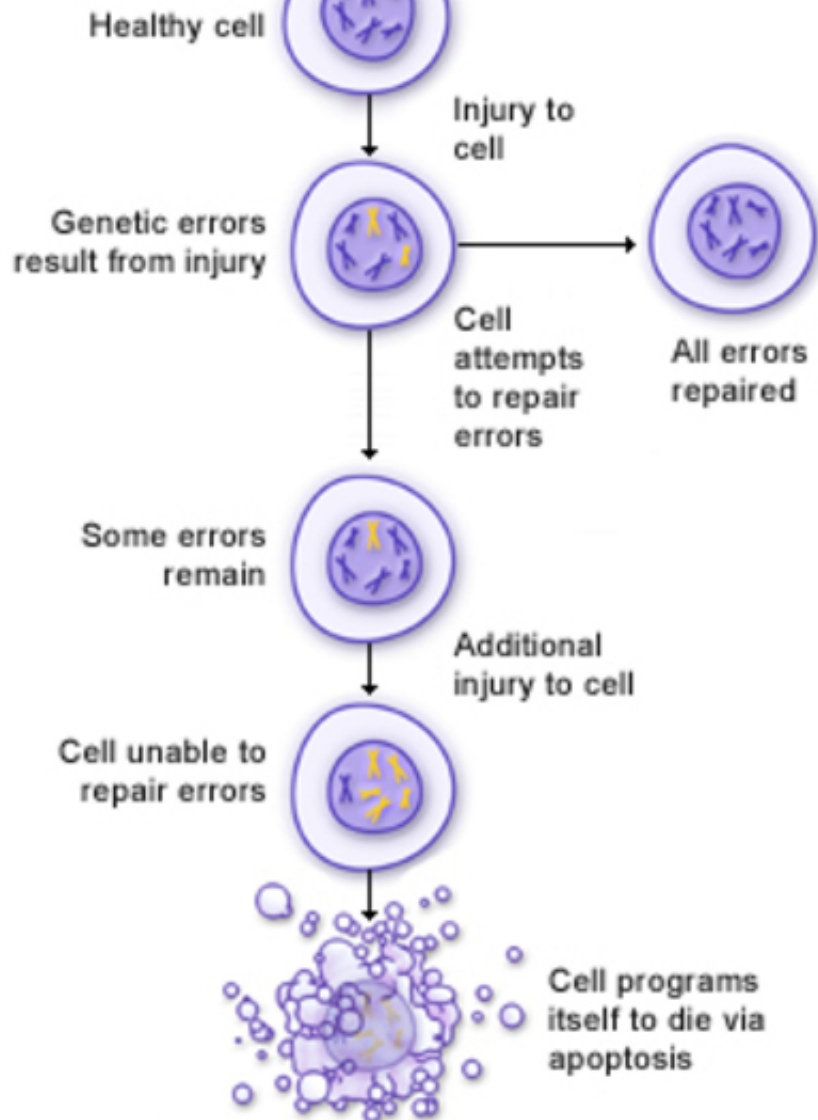 Healthy cell
Injury to
cell
Genetic errors
result from injury
Cell
attempts
to repair
errors
All errors
repaired
Some errors
remain
Additional
injury to cell
Cell unable to
repair errors
Cell programs
itself to die via
apoptosis